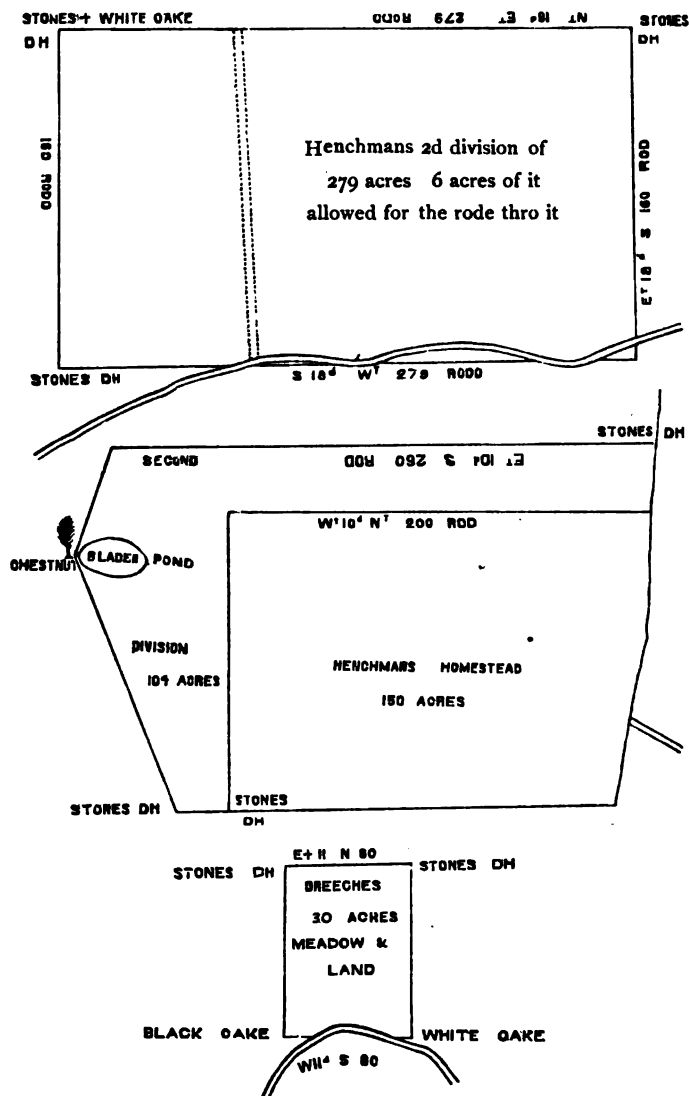 STONES + WHITE OAKE
NT 18d ET 279 RODD
STONES
DH
DH
160 RODD
Henchmans 2d division of
279 acres 6 acres of it
allowed for the rode thro it
ET 18d S 160 ROD
STONES DH
S 18d WT 279 RODD
STONES DH
SECOND
ET 10d S 260 ROD
Wt 10d NT 200 ROD
CHESTNUT
BLADER POND
DIVISION
104 ACRES
HENCHMANS HOMESTEAD
150 ACRES
STONES DH
STONES
DH
N 80
STONES DH
STONES DH
BREECHES
30 ACRES
MEADOW &
LAND
BLACK OAKE
WHITE OAKE
W11d S 80